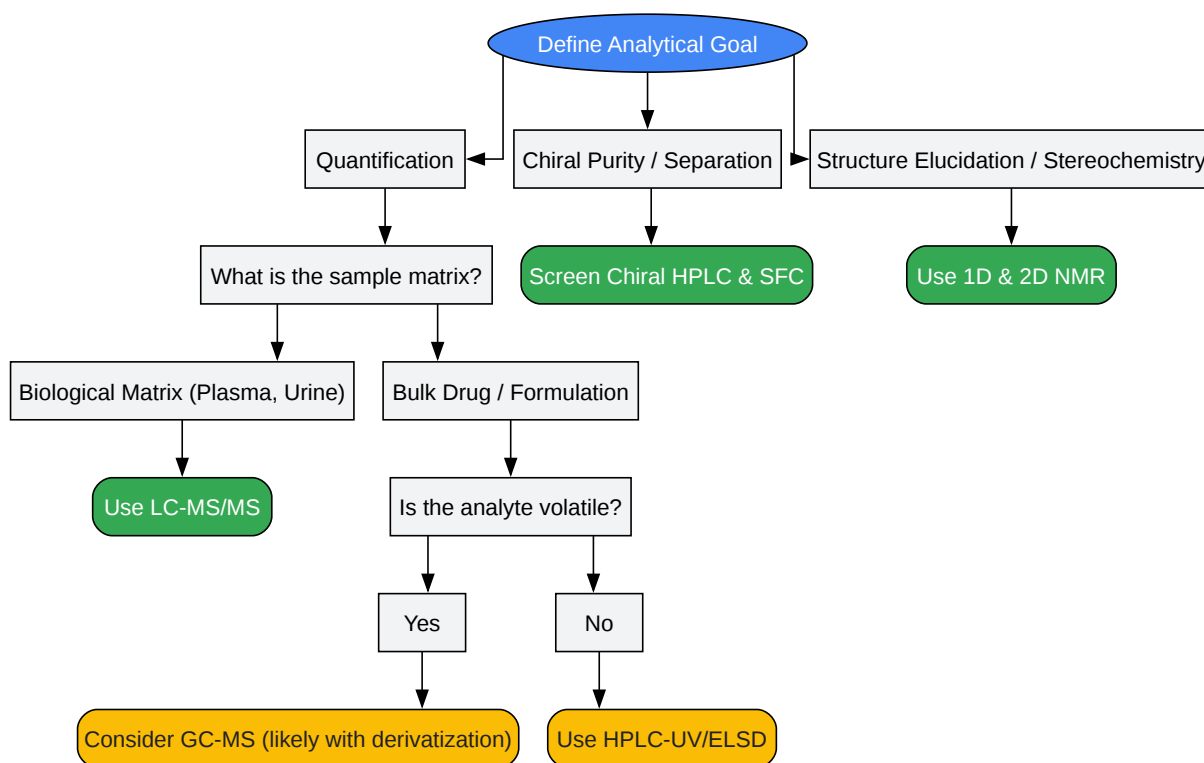 Define Analytical Goal
Quantification
Chiral Purity / Separation
Structure Elucidation / Stereochemistry
What is the sample matrix?
Screen Chiral HPLC & SFC
Use 1D & 2D NMR
Biological Matrix (Plasma, Urine)
Bulk Drug / Formulation
Use LC-MS/MS
Is the analyte volatile?
Yes
No
Consider GC-MS (likely with derivatization)
Use HPLC-UV/ELSD